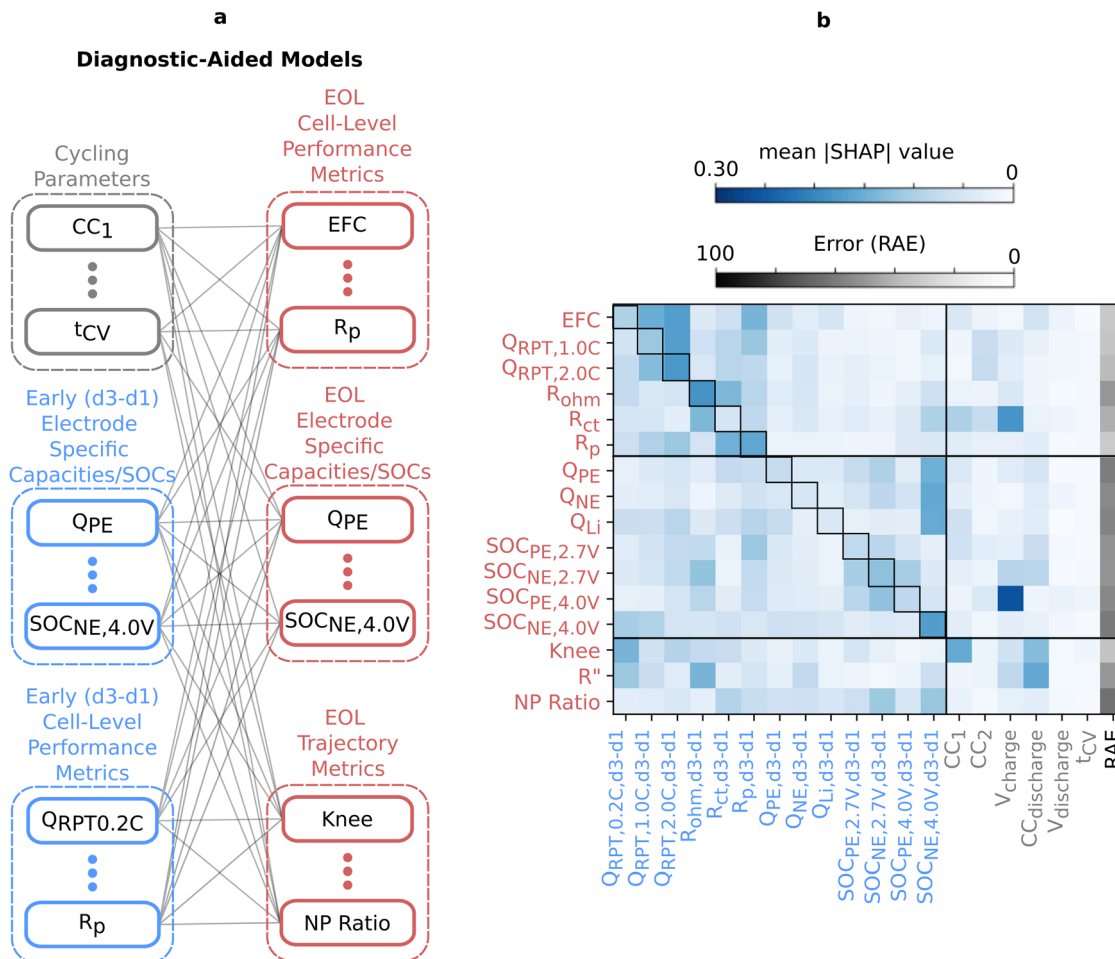 a
Diagnostic-Aided Models
Cycling
Parameters
CC1
tCV
Early (d3-d1)
Electrode
Specific
Capacities/SOCs
QPE
SOCNE,4.0V
Early (d3-d1)
Cell-Level
Performance
Metrics
QRPT0.2C
Rp
EOL
Cell-Level
Performance
Metrics
EFC
Rp
EOL
Electrode
Specific
Capacities/SOCs
QPE
SOCNE,4.0V
EOL
Trajectory
Metrics
Knee
NP Ratio
b
mean |SHAP| value
0.30 0
Error (RAE)
100 0
EFC
QRPT,1.0C
QRPT,2.0C
Rohm
Rct
Rp
QPE
QNE
QLi
SOCPE,2.7V
SOCNE,2.7V
SOCPE,4.0V
SOCNE,4.0V
Knee
R"
NP Ratio
QRPT,0.2C,d3-d1
QRPT,1.0C,d3-d1
QRPT,2.0C,d3-d1
Rohm,d3-d1
Rct,d3-d1
Rp,d3-d1
QPE,d3-d1
QNE,d3-d1
QLi,d3-d1
SOCPE,2.7V,d3-d1
SOCNE,2.7V,d3-d1
SOCPE,4.0V,d3-d1
SOCNE,4.0V,d3-d1
CC1
CC2
Vcharge
CCdischarge
Vdischarge
tCV
RAE